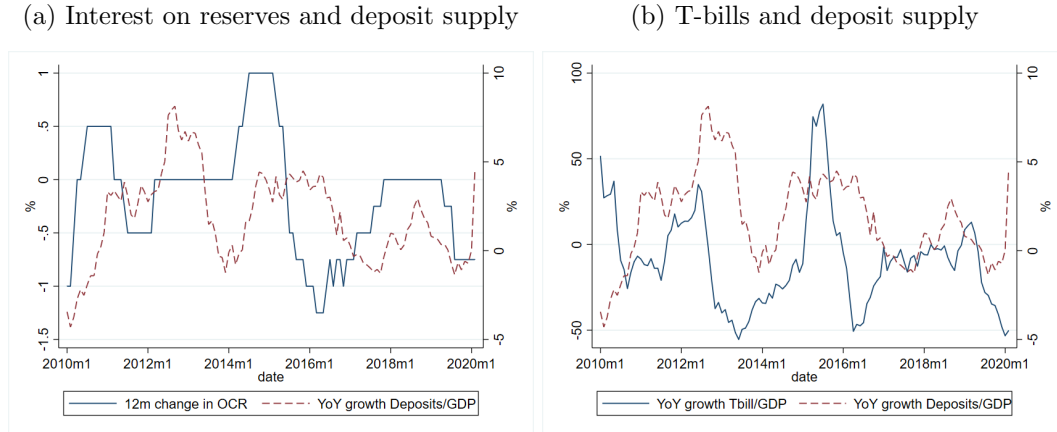 (a) Interest on reserves and deposit supply
1
.5
0
-.5
-1
-1.5
%
10
5
0
-5
%
2010m1 2012m1 2014m1 2016m1 2018m1 2020m1
date
12m change in OCR YoY growth Deposits/GDP
(b) T-bills and deposit supply
100
50
0
-50
%
10
5
0
-5
%
2010m1 2012m1 2014m1 2016m1 2018m1 2020m1
date
YoY growth Tbill/GDP YoY growth Deposits/GDP